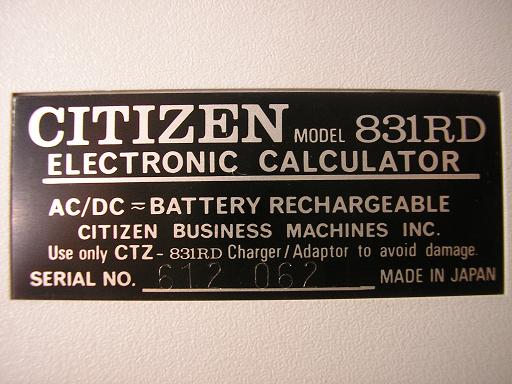 CITIZEN MODEL 831RD
ELECTRONIC CALCULATOR
AC/DC ≂ BATTERY RECHARGEABLE
CITIZEN BUSINESS MACHINES INC.
Use only CTZ - 831RD Charger/Adaptor to avoid damage.
SERIAL NO. 612 062 MADE IN JAPAN